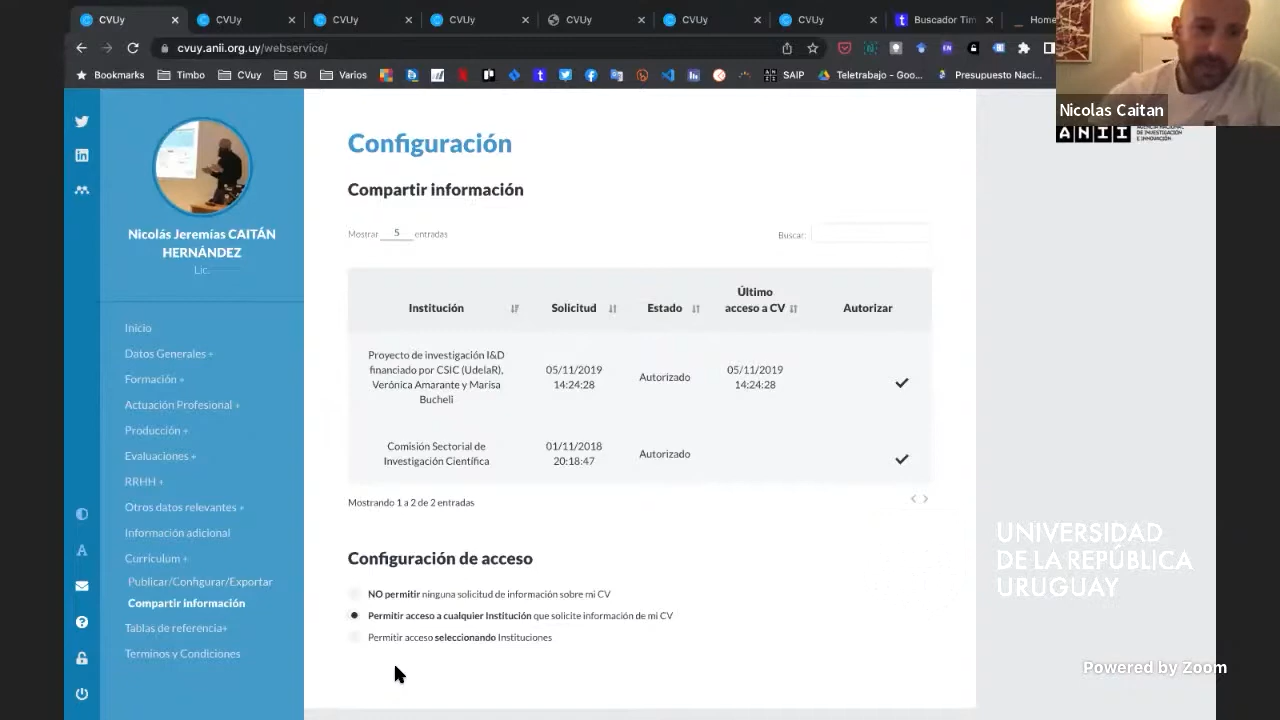 CVUy
CVUy
CVUy
CVUy
CVUy
CVUy
CVUy
Buscador Tim
Home
cvuy.anii.org.uy/webservice/
Bookmarks
Timbo
CVuy
SD
Varios
SAIP
Teletrabajo - Goo...
Presupuesto Naci...
Nicolas Caitan
ANII
AGENCIA NACIONAL
DE INVESTIGACIÓN
E INNOVACIÓN
Nicolás Jeremías CAITÁN
HERNÁNDEZ
Lic.
Inicio
Datos Generales +
Formación +
Actuación Profesional +
Producción +
Evaluaciones +
RRHH +
Otros datos relevantes +
Información adicional
Currículum +
Publicar/Configurar/Exportar
Compartir información
Tablas de referencia+
Terminos y Condiciones
Configuración
Compartir información
Mostrar 5 entradas
Buscar:
Institución
Solicitud
Estado
Último
acceso a CV
Autorizar
Proyecto de investigación I&D
financiado por CSIC (UdelaR),
Verónica Amarante y Marisa
Bucheli
05/11/2019
14:24:28
Autorizado
05/11/2019
14:24:28
Comisión Sectorial de
Investigación Científica
01/11/2018
20:18:47
Autorizado
Mostrando 1 a 2 de 2 entradas
Configuración de acceso
NO permitir ninguna solicitud de información sobre mi CV
Permitir acceso a cualquier Institución que solicite información de mi CV
Permitir acceso seleccionando Instituciones
UNIVERSIDAD
DE LA REPÚBLICA
URUGUAY
Powered by Zoom